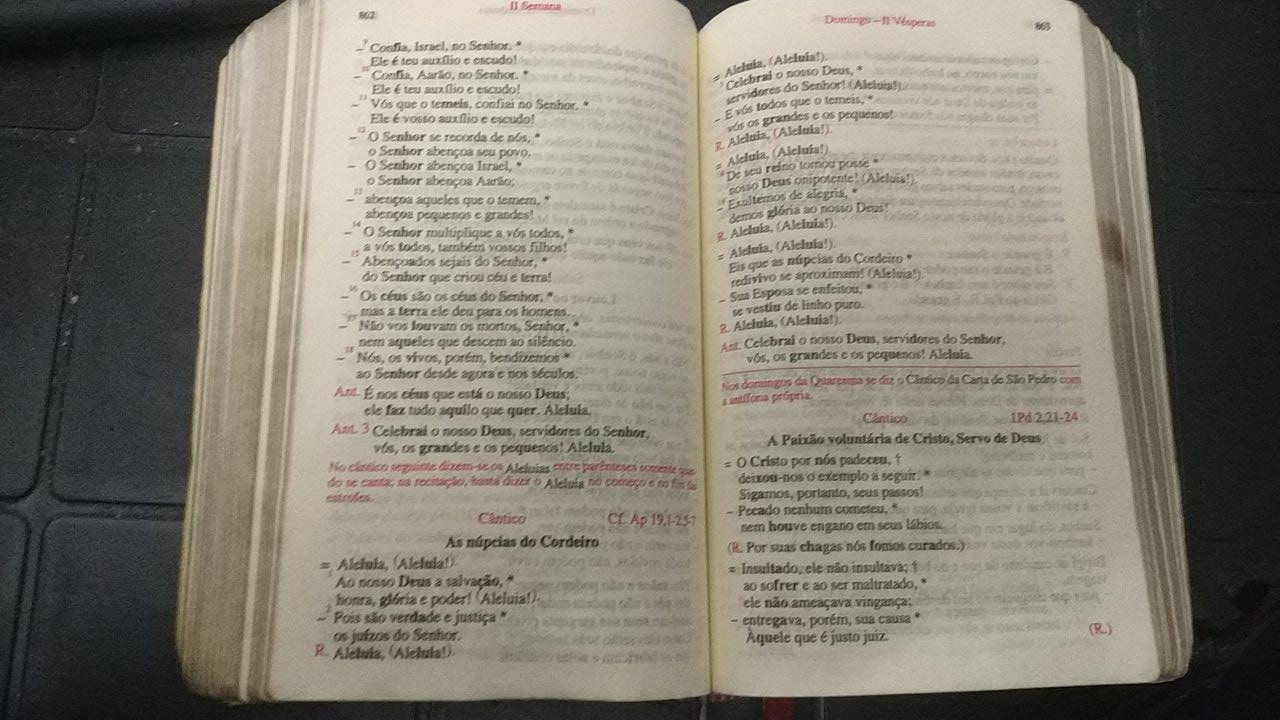 862
II Semana
–⁹ Confia, Israel, no Senhor. *
Ele é teu auxílio e escudo!
–¹⁰ Confia, Aarão, no Senhor. *
Ele é teu auxílio e escudo!
–¹¹ Vós que o temeis, confiai no Senhor. *
Ele é vosso auxílio e escudo!
–¹² O Senhor se recorda de nós, *
o Senhor abençoa seu povo.
– O Senhor abençoa Israel, *
o Senhor abençoa Aarão;
–¹³ abençoa aqueles que o temem, *
abençoa pequenos e grandes!
–¹⁴ O Senhor multiplique a vós todos, *
a vós todos, também vossos filhos!
–¹⁵ Abençoados sejais do Senhor, *
do Senhor que criou céu e terra!
–¹⁶ Os céus são os céus do Senhor, *
mas a terra ele deu para os homens.
–¹⁷ Não vos louvam os mortos, Senhor, *
nem aqueles que descem ao silêncio.
–¹⁸ Nós, os vivos, porém, bendizemos *
ao Senhor desde agora e nos séculos.
Ant. É nos céus que está o nosso Deus;
ele faz tudo aquilo que quer. Aleluia.
Ant. 3 Celebrai o nosso Deus, servidores do Senhor,
vós, os grandes e os pequenos! Aleluia.
No cântico seguinte dizem-se os Aleluias entre parênteses somente quando
do se canta; na recitação, basta dizer o Aleluia no começo e no fim das
estrofes.
Cântico Cf. Ap 19,1-2.5-7
As núpcias do Cordeiro
= Aleluia, (Aleluia!).
¹ Ao nosso Deus a salvação, *
honra, glória e poder! (Aleluia!).
–² Pois são verdade e justiça *
os juízos do Senhor.
R. Aleluia, (Aleluia!).
Domingo – II Vésperas
863
= Aleluia, (Aleluia!).
⁵ Celebrai o nosso Deus, *
servidores do Senhor! (Aleluia!).
– E vós todos que o temeis, *
vós os grandes e os pequenos!
R. Aleluia, (Aleluia!).
= Aleluia, (Aleluia!).
⁶ De seu reino tomou posse *
nosso Deus onipotente! (Aleluia!).
– Exultemos de alegria, *
demos glória ao nosso Deus!
R. Aleluia, (Aleluia!).
= Aleluia, (Aleluia!).
Eis que as núpcias do Cordeiro *
redivivo se aproximam! (Aleluia!).
– Sua Esposa se enfeitou, *
se vestiu de linho puro.
R. Aleluia, (Aleluia!).
Ant. Celebrai o nosso Deus, servidores do Senhor,
vós, os grandes e os pequenos! Aleluia.
Nos domingos da Quaresma se diz o Cântico da Carta de São Pedro com
a antífona própria.
Cântico 1Pd 2,21-24
A Paixão voluntária de Cristo, Servo de Deus
= O Cristo por nós padeceu, †
deixou-nos o exemplo a seguir. *
Sigamos, portanto, seus passos!
– Pecado nenhum cometeu, *
nem houve engano em seus lábios.
(R. Por suas chagas nós fomos curados.)
= Insultado, ele não insultava; †
ao sofrer e ao ser maltratado, *
ele não ameaçava vingança;
– entregava, porém, sua causa *
Àquele que é justo juiz.
(R.)